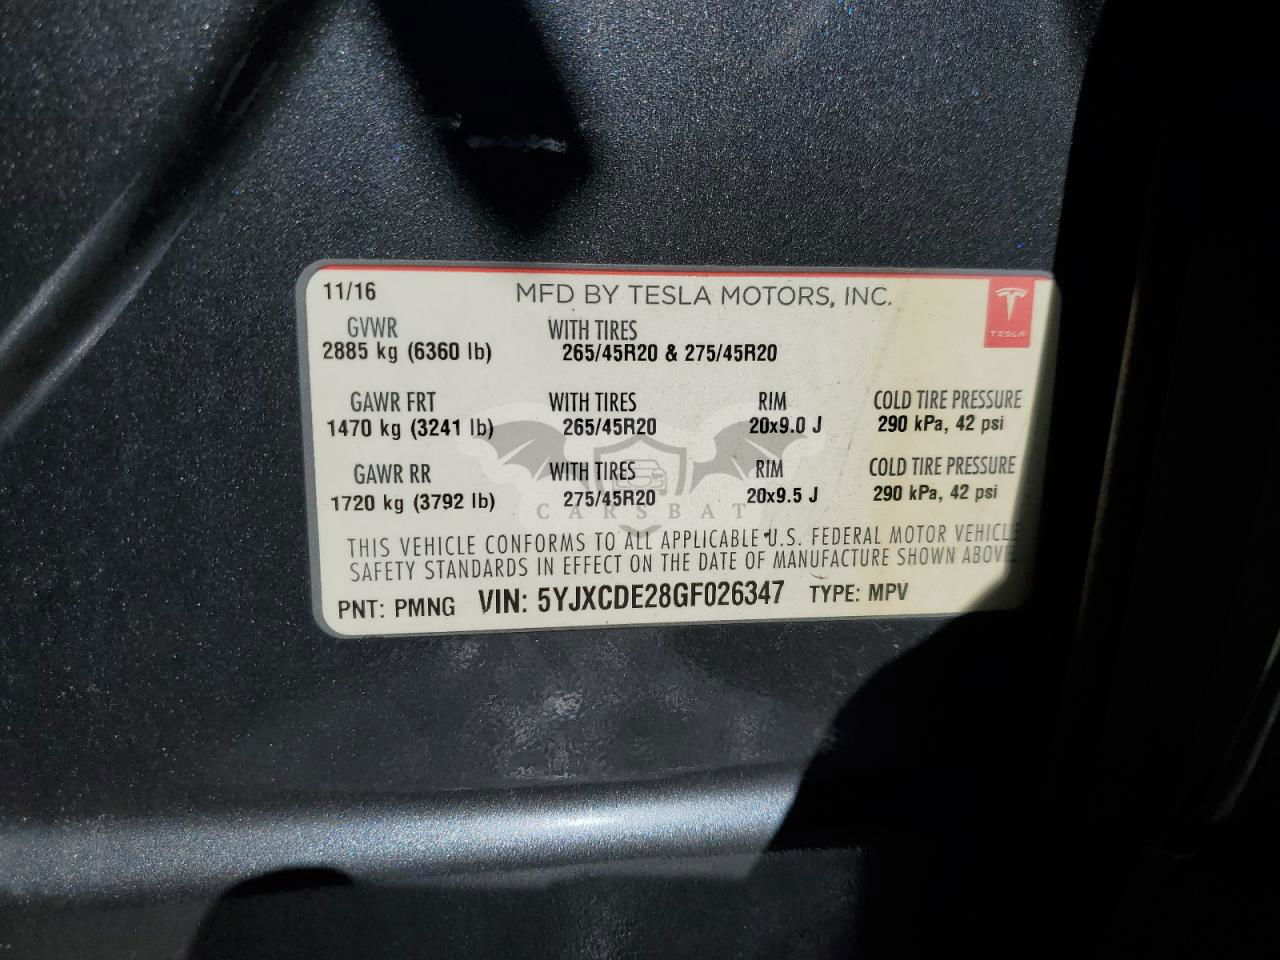 11/16 MFD BY TESLA MOTORS, INC.
TESLA
GVWR WITH TIRES
2885 kg (6360 lb) 265/45R20 & 275/45R20
GAWR FRT WITH TIRES RIM COLD TIRE PRESSURE
1470 kg (3241 lb) 265/45R20 20x9.0 J 290 kPa, 42 psi
GAWR RR WITH TIRES RIM COLD TIRE PRESSURE
1720 kg (3792 lb) 275/45R20 20x9.5 J 290 kPa, 42 psi
CARSBAT
THIS VEHICLE CONFORMS TO ALL APPLICABLE U.S. FEDERAL MOTOR VEHICLE
SAFETY STANDARDS IN EFFECT ON THE DATE OF MANUFACTURE SHOWN ABOVE
PNT: PMNG VIN: 5YJXCDE28GF026347 TYPE: MPV